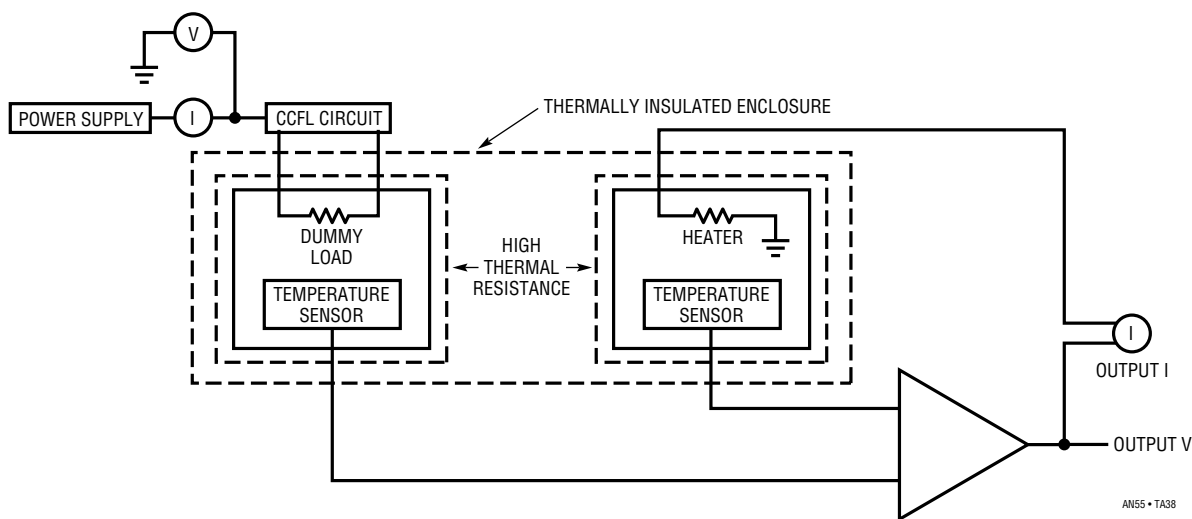 V
POWER SUPPLY
I
CCFL CIRCUIT
THERMALLY INSULATED ENCLOSURE
DUMMY
LOAD
TEMPERATURE
SENSOR
HIGH
THERMAL
RESISTANCE
HEATER
TEMPERATURE
SENSOR
I
OUTPUT I
OUTPUT V
AN55 • TA38